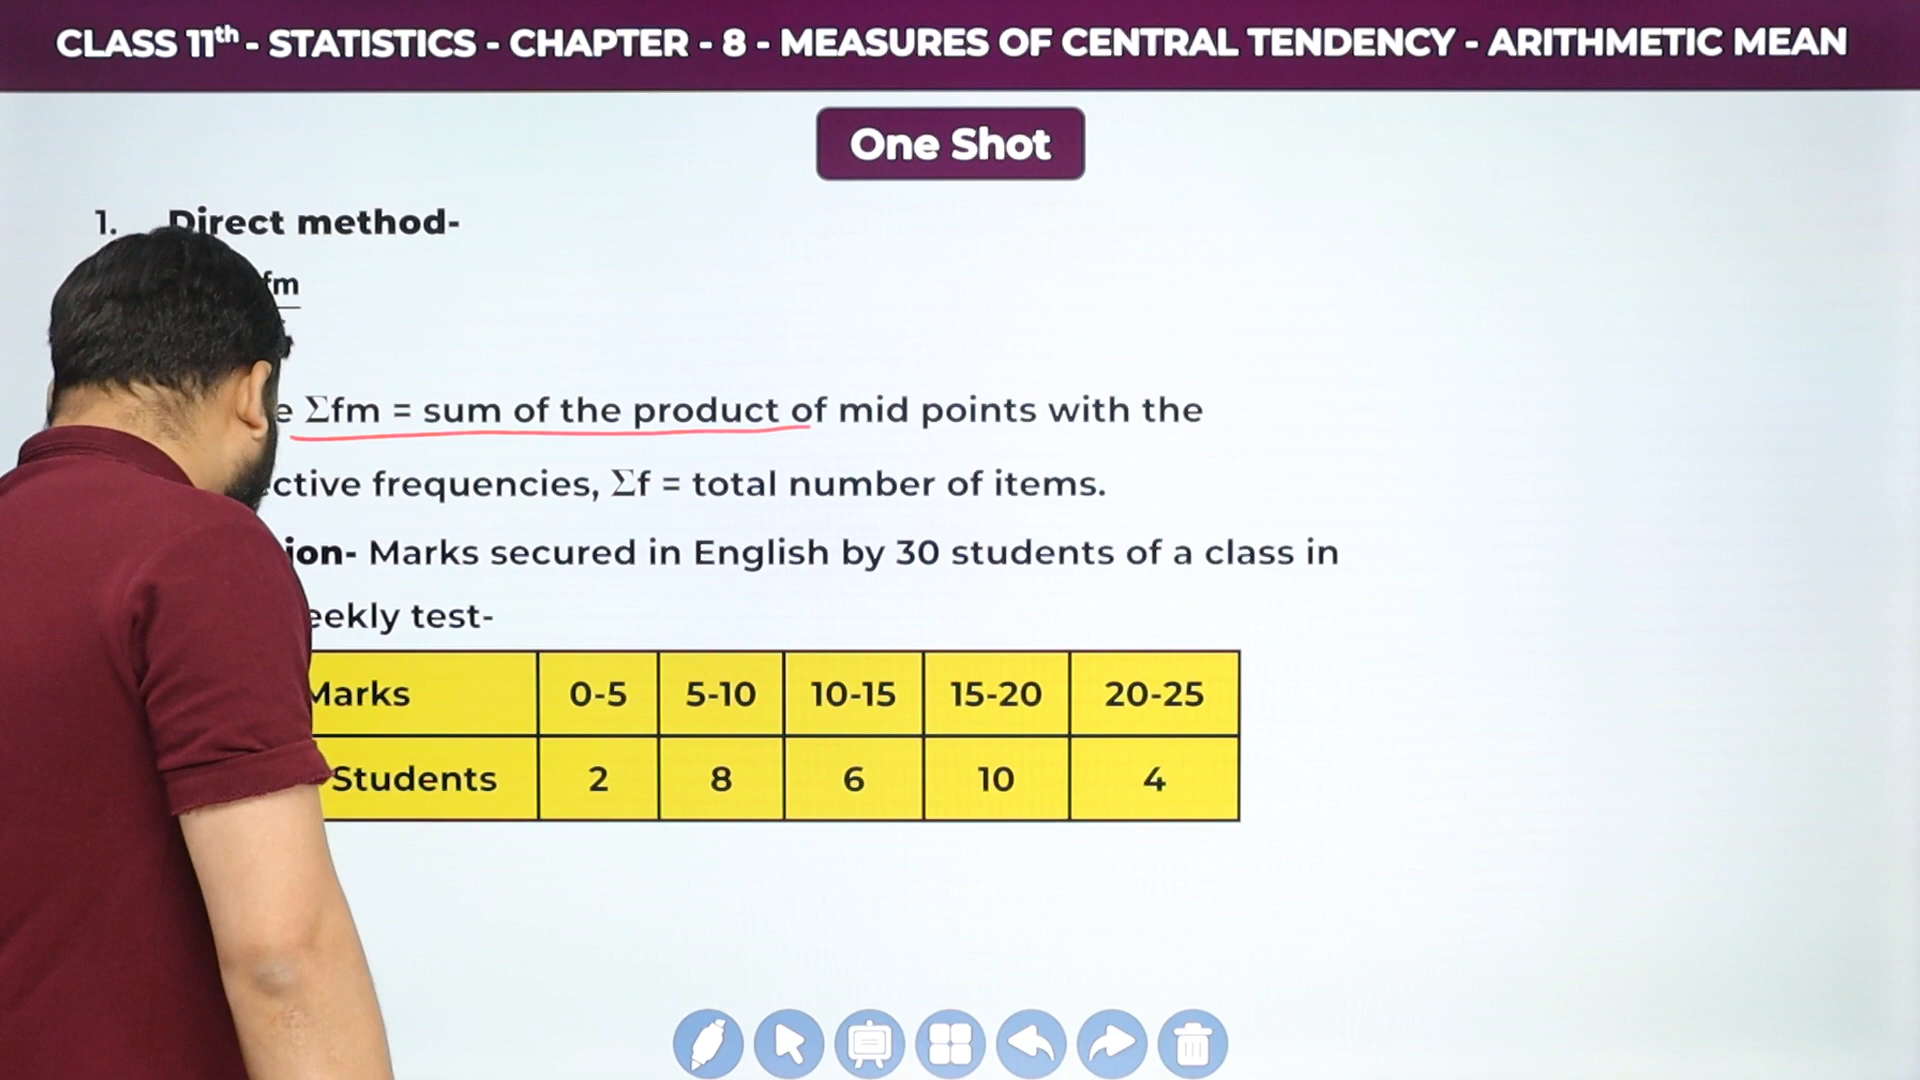 CLASS 11th - STATISTICS - CHAPTER - 8 - MEASURES OF CENTRAL TENDENCY - ARITHMETIC MEAN
One Shot
1. Direct method-
fm
Σfm = sum of the product of mid points with the
frequencies, Σf = total number of items.
Marks secured in English by 30 students of a class in
test-
Marks 0-5 5-10 10-15 15-20 20-25
Students 2 8 6 10 4